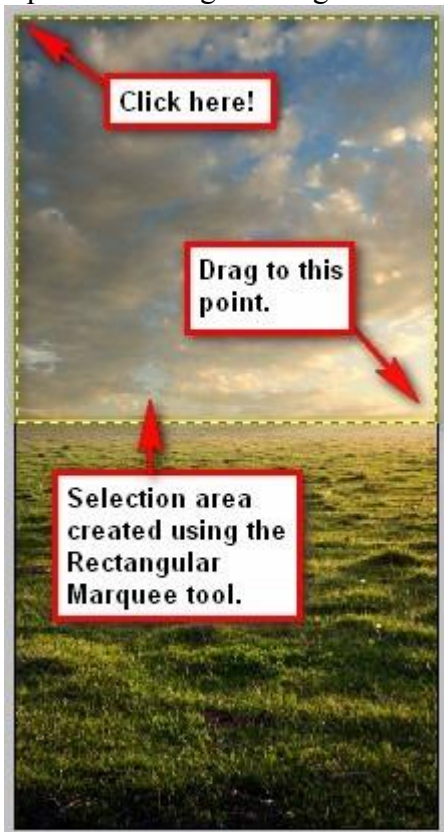 Click here!
Drag to this
point.
Selection area
created using the
Rectangular
Marquee tool.